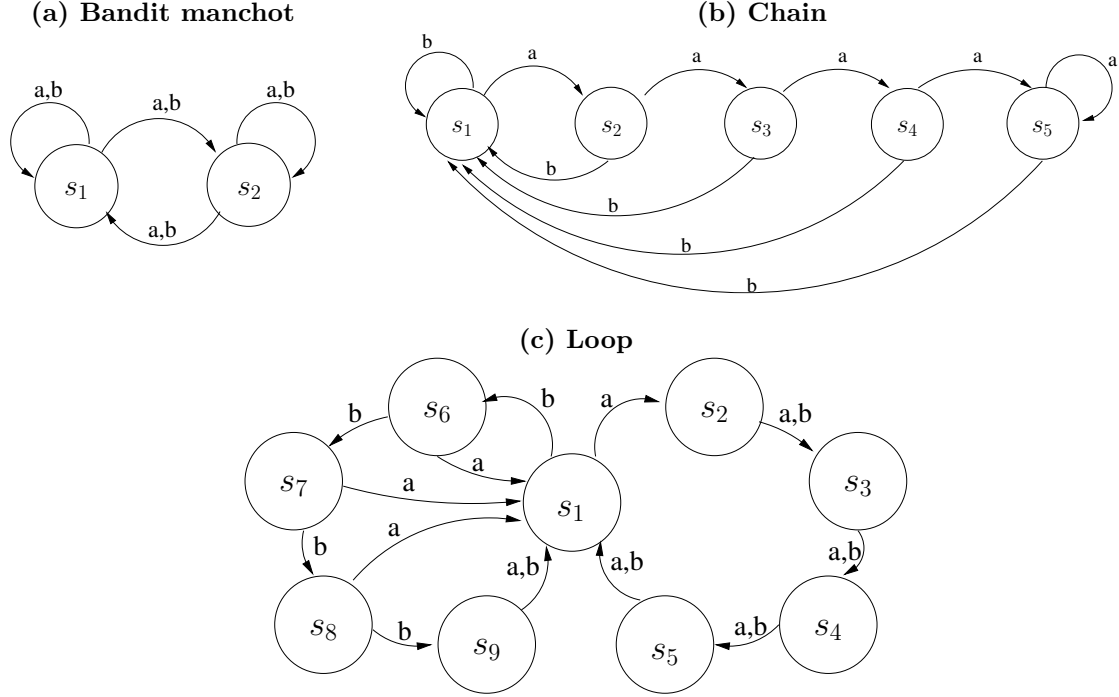 (a) Bandit manchot
a,b
a,b
a,b
s1
s2
a,b
(b) Chain
b
a
a
a
a
a
s1
s2
s3
s4
s5
b
b
b
b
(c) Loop
s6
b
a
s2
b
a,b
a
s7
a
s1
s3
b
a
a,b
a,b
a,b
s8
b
s9
s5
a,b
s4